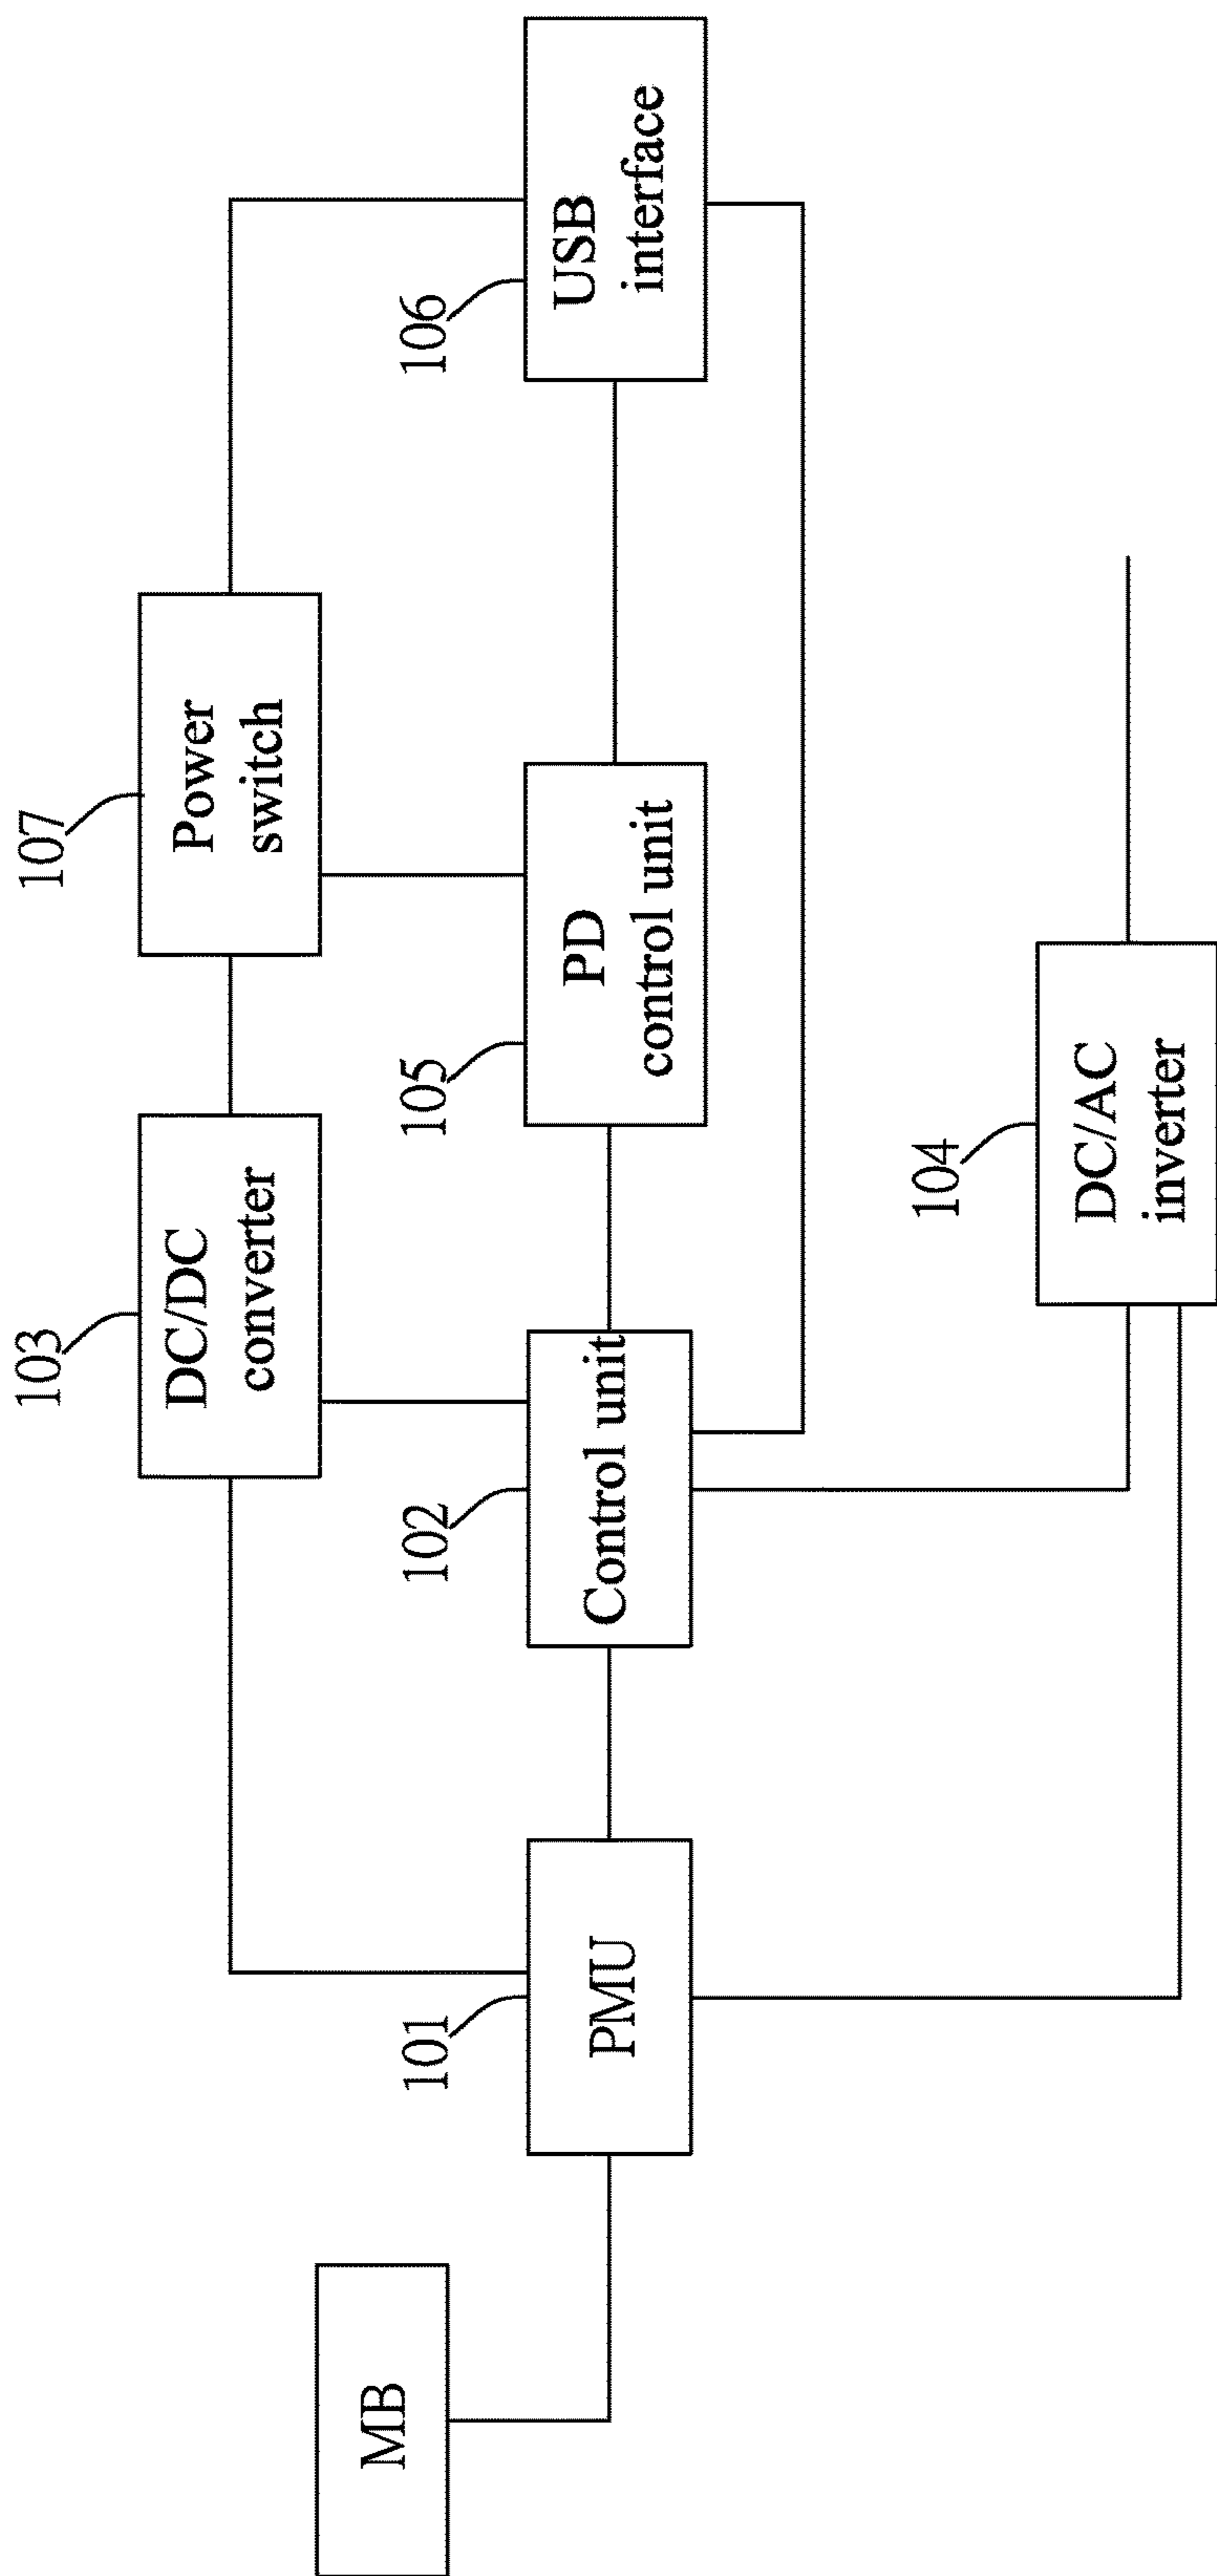 103
DC/DC
converter
107
Power
switch
MB
101
PMU
102
Control unit
105
PD
control unit
106
USB
interface
104
DC/AC
inverter